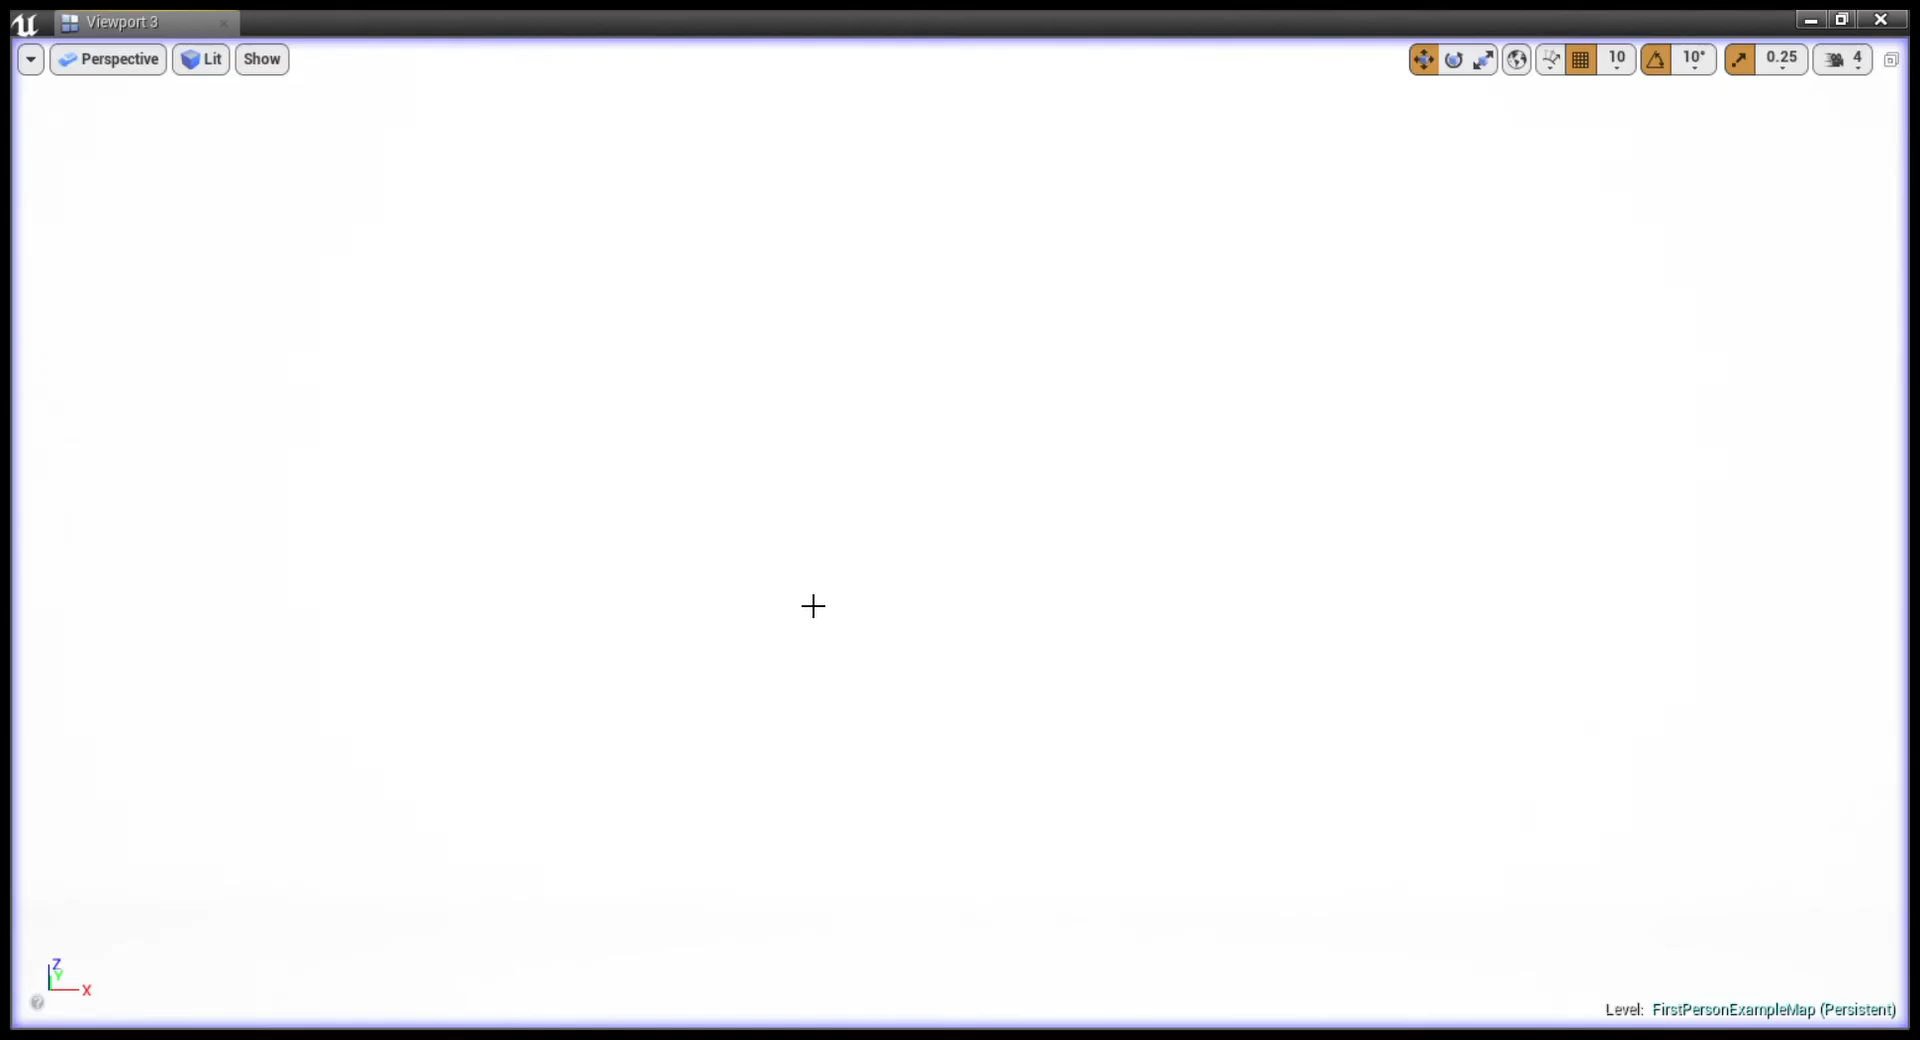 Viewport 3
Perspective
Lit
Show
10
10°
0.25
4
Z
Y
X
Level: FirstPersonExampleMap (Persistent)